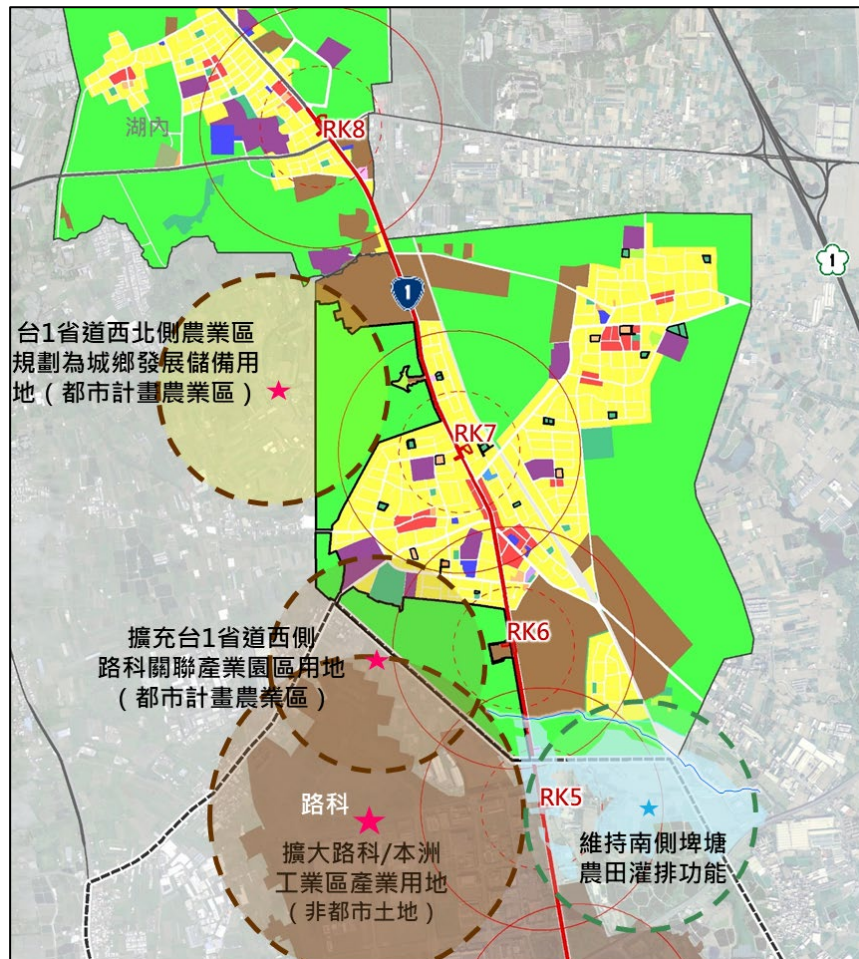 湖內
RK8
1
1
台1省道西北側農業區
規劃為城鄉發展儲備用
地（都市計畫農業區）
RK7
擴充台1省道西側
路科關聯產業園區用地
（都市計畫農業區）
RK6
RK5
路科
擴大路科/本洲
工業區產業用地
（非都市土地）
維持南側埤塘
農田灌排功能